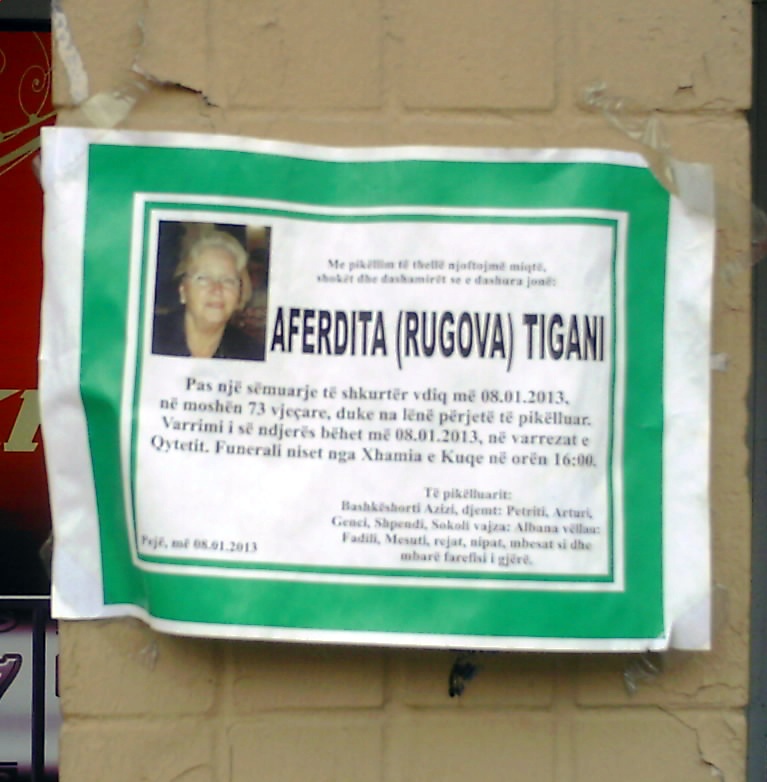 Me pikëllim të thellë njoftojmë miqtë,
shokët dhe dashamirët se e dashura jonë:
AFERDITA (RUGOVA) TIGANI
Pas një sëmuarje të shkurtër vdiq më 08.01.2013,
në moshën 73 vjeçare, duke na lënë përjetë të pikëlluar.
Varrimi i së ndjerës bëhet më 08.01.2013, në varrezat e
Qytetit. Funerali niset nga Xhamia e Kuqe në orën 16:00.
Të pikëlluarit:
Bashkëshorti Azizi, djemt: Petriti, Arturi,
Genci, Shpendi, Sokoli vajza: Albana vëllau:
Fadili, Mesuti, rejat, nipat, mbesat si dhe
mbarë farefisi i gjërë.
Pejë, më 08.01.2013